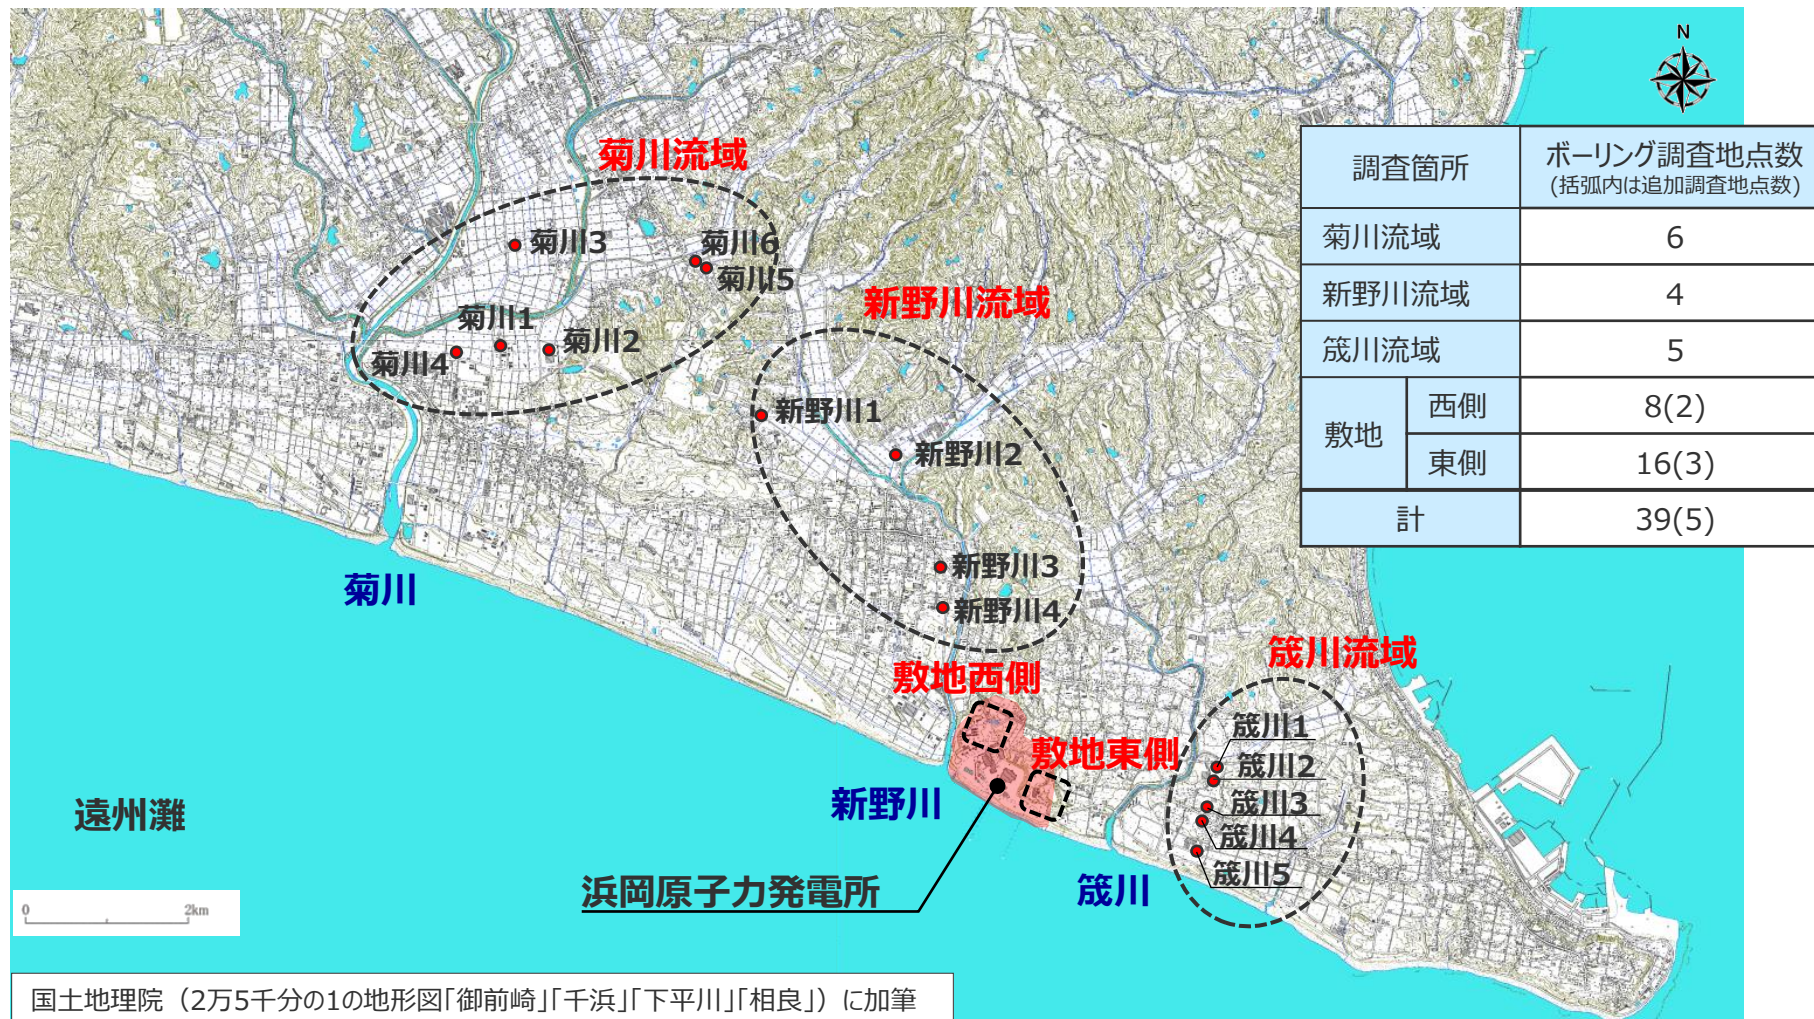 N
調査箇所 ボーリング調査地点数
(括弧内は追加調査地点数)
菊川流域 6
新野川流域 4
筬川流域 5
敷地 西側 8(2)
東側 16(3)
計 39(5)
菊川流域
菊川3
菊川6
菊川5
菊川1
菊川2
菊川4
新野川流域
新野川1
新野川2
新野川3
新野川4
菊川
筬川流域
敷地西側
敷地東側
筬川1
筬川2
筬川3
筬川4
筬川5
新野川
遠州灘
浜岡原子力発電所
筬川
0 2km
国土地理院（2万5千分の1の地形図「御前崎」「千浜」「下平川」「相良」）に加筆